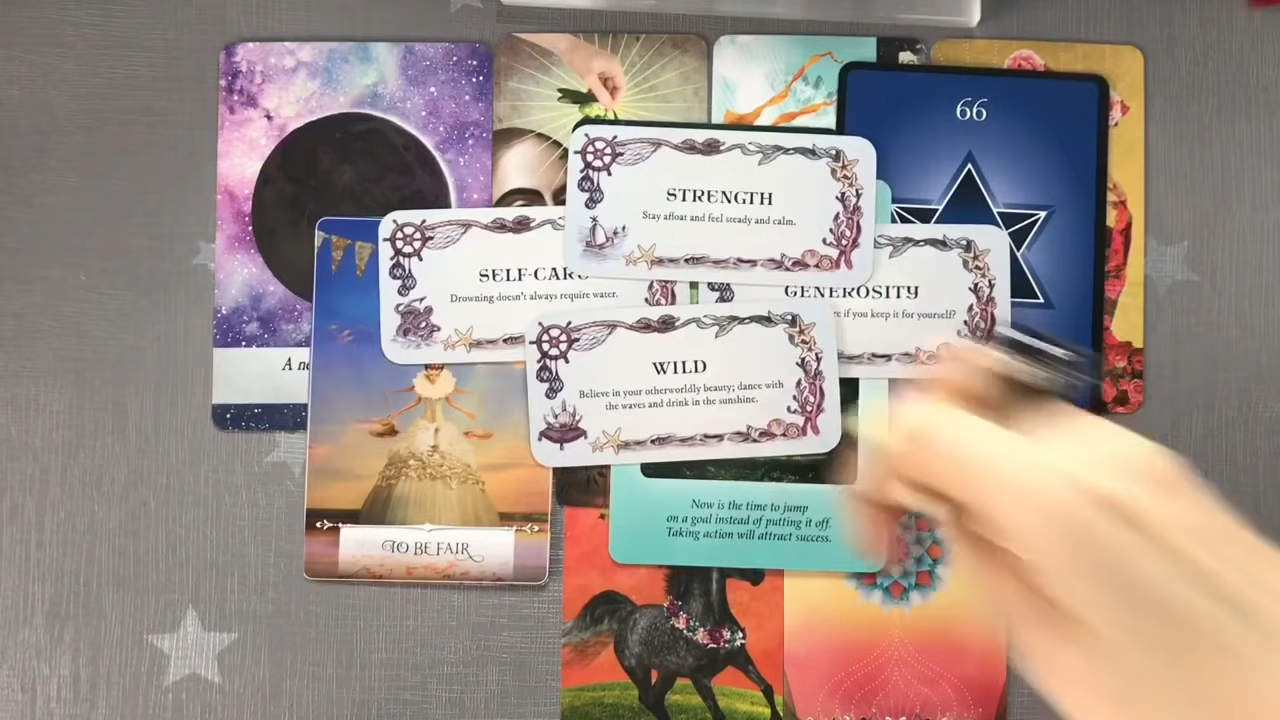 66
STRENGTH
Stay afloat and feel steady and calm.
SELF-CARE
Drowning doesn't always require water.
GENEROSITY
if you keep it for yourself?
WILD
Believe in your otherworldly beauty; dance with
the waves and drink in the sunshine.
A
Now is the time to jump
on a goal instead of putting it off.
Taking action will attract success.
TO BE FAIR